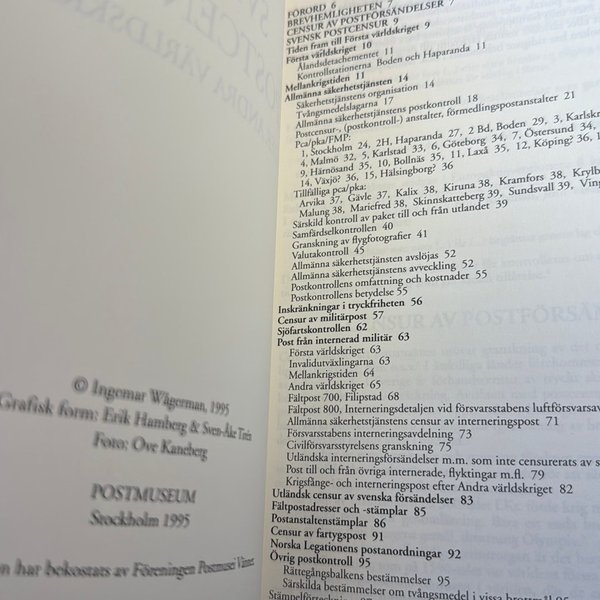 © Ingomar Wågerman, 1995
Grafisk form: Erik Hamberg & Sven-Åke
Foto: Ove Kaneberg
POSTMUSEUM
Stockholm 1995
har bekostats av Föreningen Postmusei Vänner
FÖRORD 6
BREVHEMLIGHETEN 7
CENSUR AV POSTFÖRSÄNDELSER 7
SVENSK POSTCENSUR 9
Tiden fram till Första världskriget 9
Första världskriget 10
Ålandsdetachementet 11
Kontrollstationerna Boden och Haparanda 11
Mellankrigstiden 11
Allmänna säkerhetstjänsten 14
Säkerhetstjänstens organisation 14
Tvångsmedelslagarna 17
Allmänna säkerhetstjänstens postkontroll 18
Postcensur-, (postkontroll-) anstalter, förmedlingspostanstalter 21
Pca/pka/FMP:
1, Stockholm 24, 2H, Haparanda 27, 2 Bd, Boden 29, 3, Karlskr
4, Malmö 32, 5, Karlstad 33, 6, Göteborg 34, 7, Östersund 34,
9, Härnösand 35, 10, Bollnäs 35, 11, Laxå 35, 12, Köping? 36, 1
14, Växjö? 36, 15, Hälsingborg? 36
Tillfälliga pca/pka:
Arvika 37, Gävle 37, Kalix 38, Kiruna 38, Kramfors 38, Krylb
Malung 38, Mariefred 38, Skinnskatteberg 39, Sundsvall 39, Ving
Särskild kontroll av paket till och från utlandet 39
Samfärdselkontrollen 40
Granskning av flygfotografier 41
Valutakontroll 45
Allmänna säkerhetstjänsten avslöjas 52
Allmänna säkerhetstjänstens avveckling 52
Postkontrollens omfattning och kostnader 55
Postkontrollens betydelse 55
Inskränkningar i tryckfriheten 56
Censur av militärpost 57
Sjöfartskontrollen 62
Post från internerad militär 63
Första världskriget 63
Invalidutväxlingarna 63
Mellankrigstiden 64
Andra världskriget 65
Fältpost 700, Filipstad 68
Fältpost 800, Interneringsdetaljen vid försvarsstabens luftförsvarsav
Allmänna säkerhetstjänstens censur av interneringspost 71
Försvarsstabens interneringsavdelning 73
Civilförsvarsstyrelsens granskning 75
Utländska interneringsförsändelser m.m. som inte censurerats av s
Post till och från övriga internerade, flyktingar m.fl. 79
Krigsfånge- och interneringspost efter Andra världskriget 82
Utländsk censur av svenska försändelser 83
Fältpostadresser och -stämplar 85
Postanstaltenstämplar 86
Censur av fartygspost 91
Norska Legationens postanordningar 92
Övrig postkontroll 95
Rättegångsbalkens bestämmelser 95
Särskilda bestämmelser om tvångsmedel i vissa brottmål 95